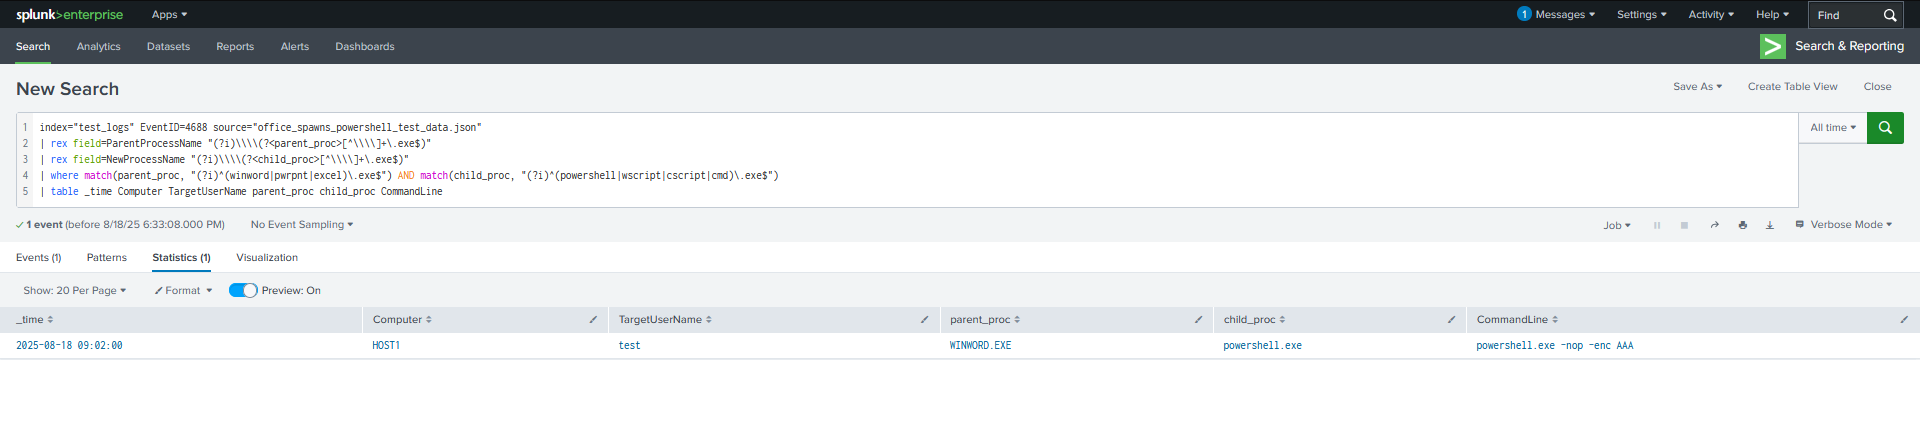 splunk>enterprise Apps 1 Messages Settings Activity Help Find
Search Analytics Datasets Reports Alerts Dashboards > Search & Reporting
New Search Save As Create Table View Close
1 index="test_logs" EventID=4688 source="office_spawns_powershell_test_data.json"
2 | rex field=ParentProcessName "(?i)\\\\(?<parent_proc>[^\\\\]+\.exe$)"
3 | rex field=NewProcessName "(?i)\\\\(?<child_proc>[^\\\\]+\.exe$)"
4 | where match(parent_proc, "(?i)^(winword|pwrpnt|excel)\.exe$") AND match(child_proc, "(?i)^(powershell|wscript|cscript|cmd)\.exe$")
5 | table _time Computer TargetUserName parent_proc child_proc CommandLine
All time
1 event (before 8/18/25 6:33:08.000 PM) No Event Sampling Job Verbose Mode
Events (1) Patterns Statistics (1) Visualization
Show: 20 Per Page Format Preview: On
_time Computer TargetUserName parent_proc child_proc CommandLine
2025-08-18 09:02:00 HOST1 test WINWORD.EXE powershell.exe powershell.exe -nop -enc AAA